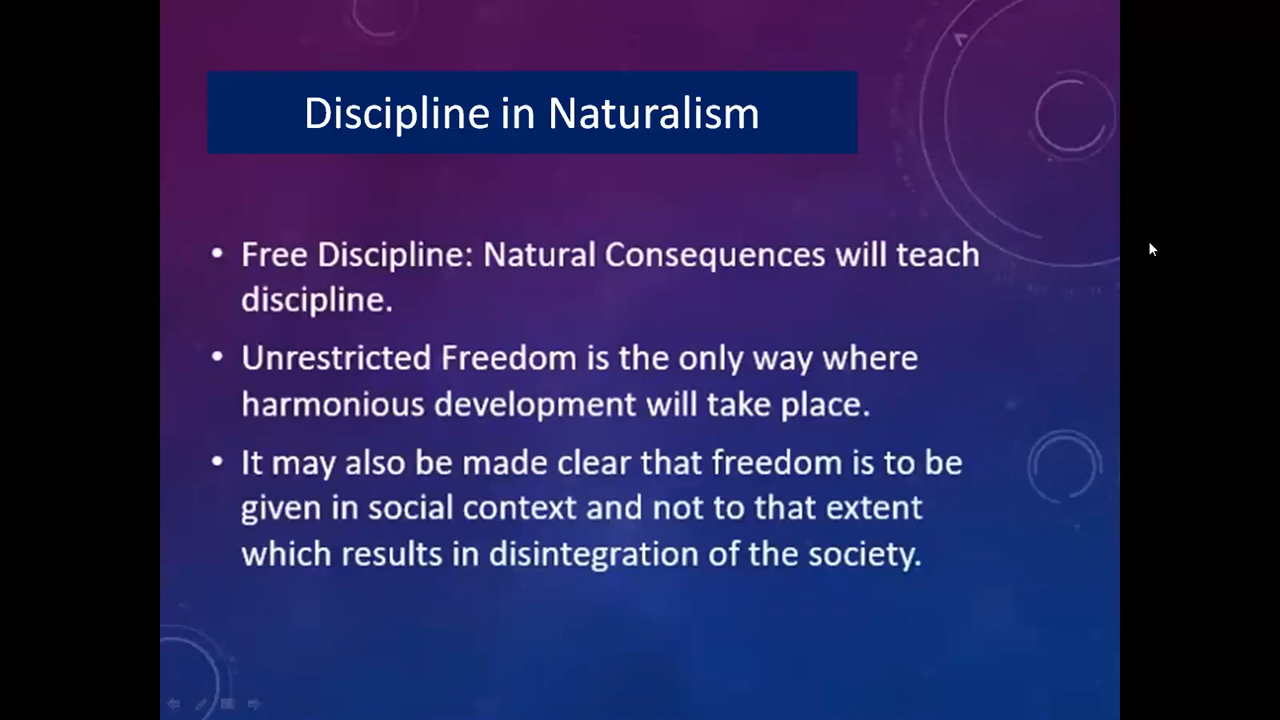 Discipline in Naturalism
• Free Discipline: Natural Consequences will teach
discipline.
• Unrestricted Freedom is the only way where
harmonious development will take place.
• It may also be made clear that freedom is to be
given in social context and not to that extent
which results in disintegration of the society.